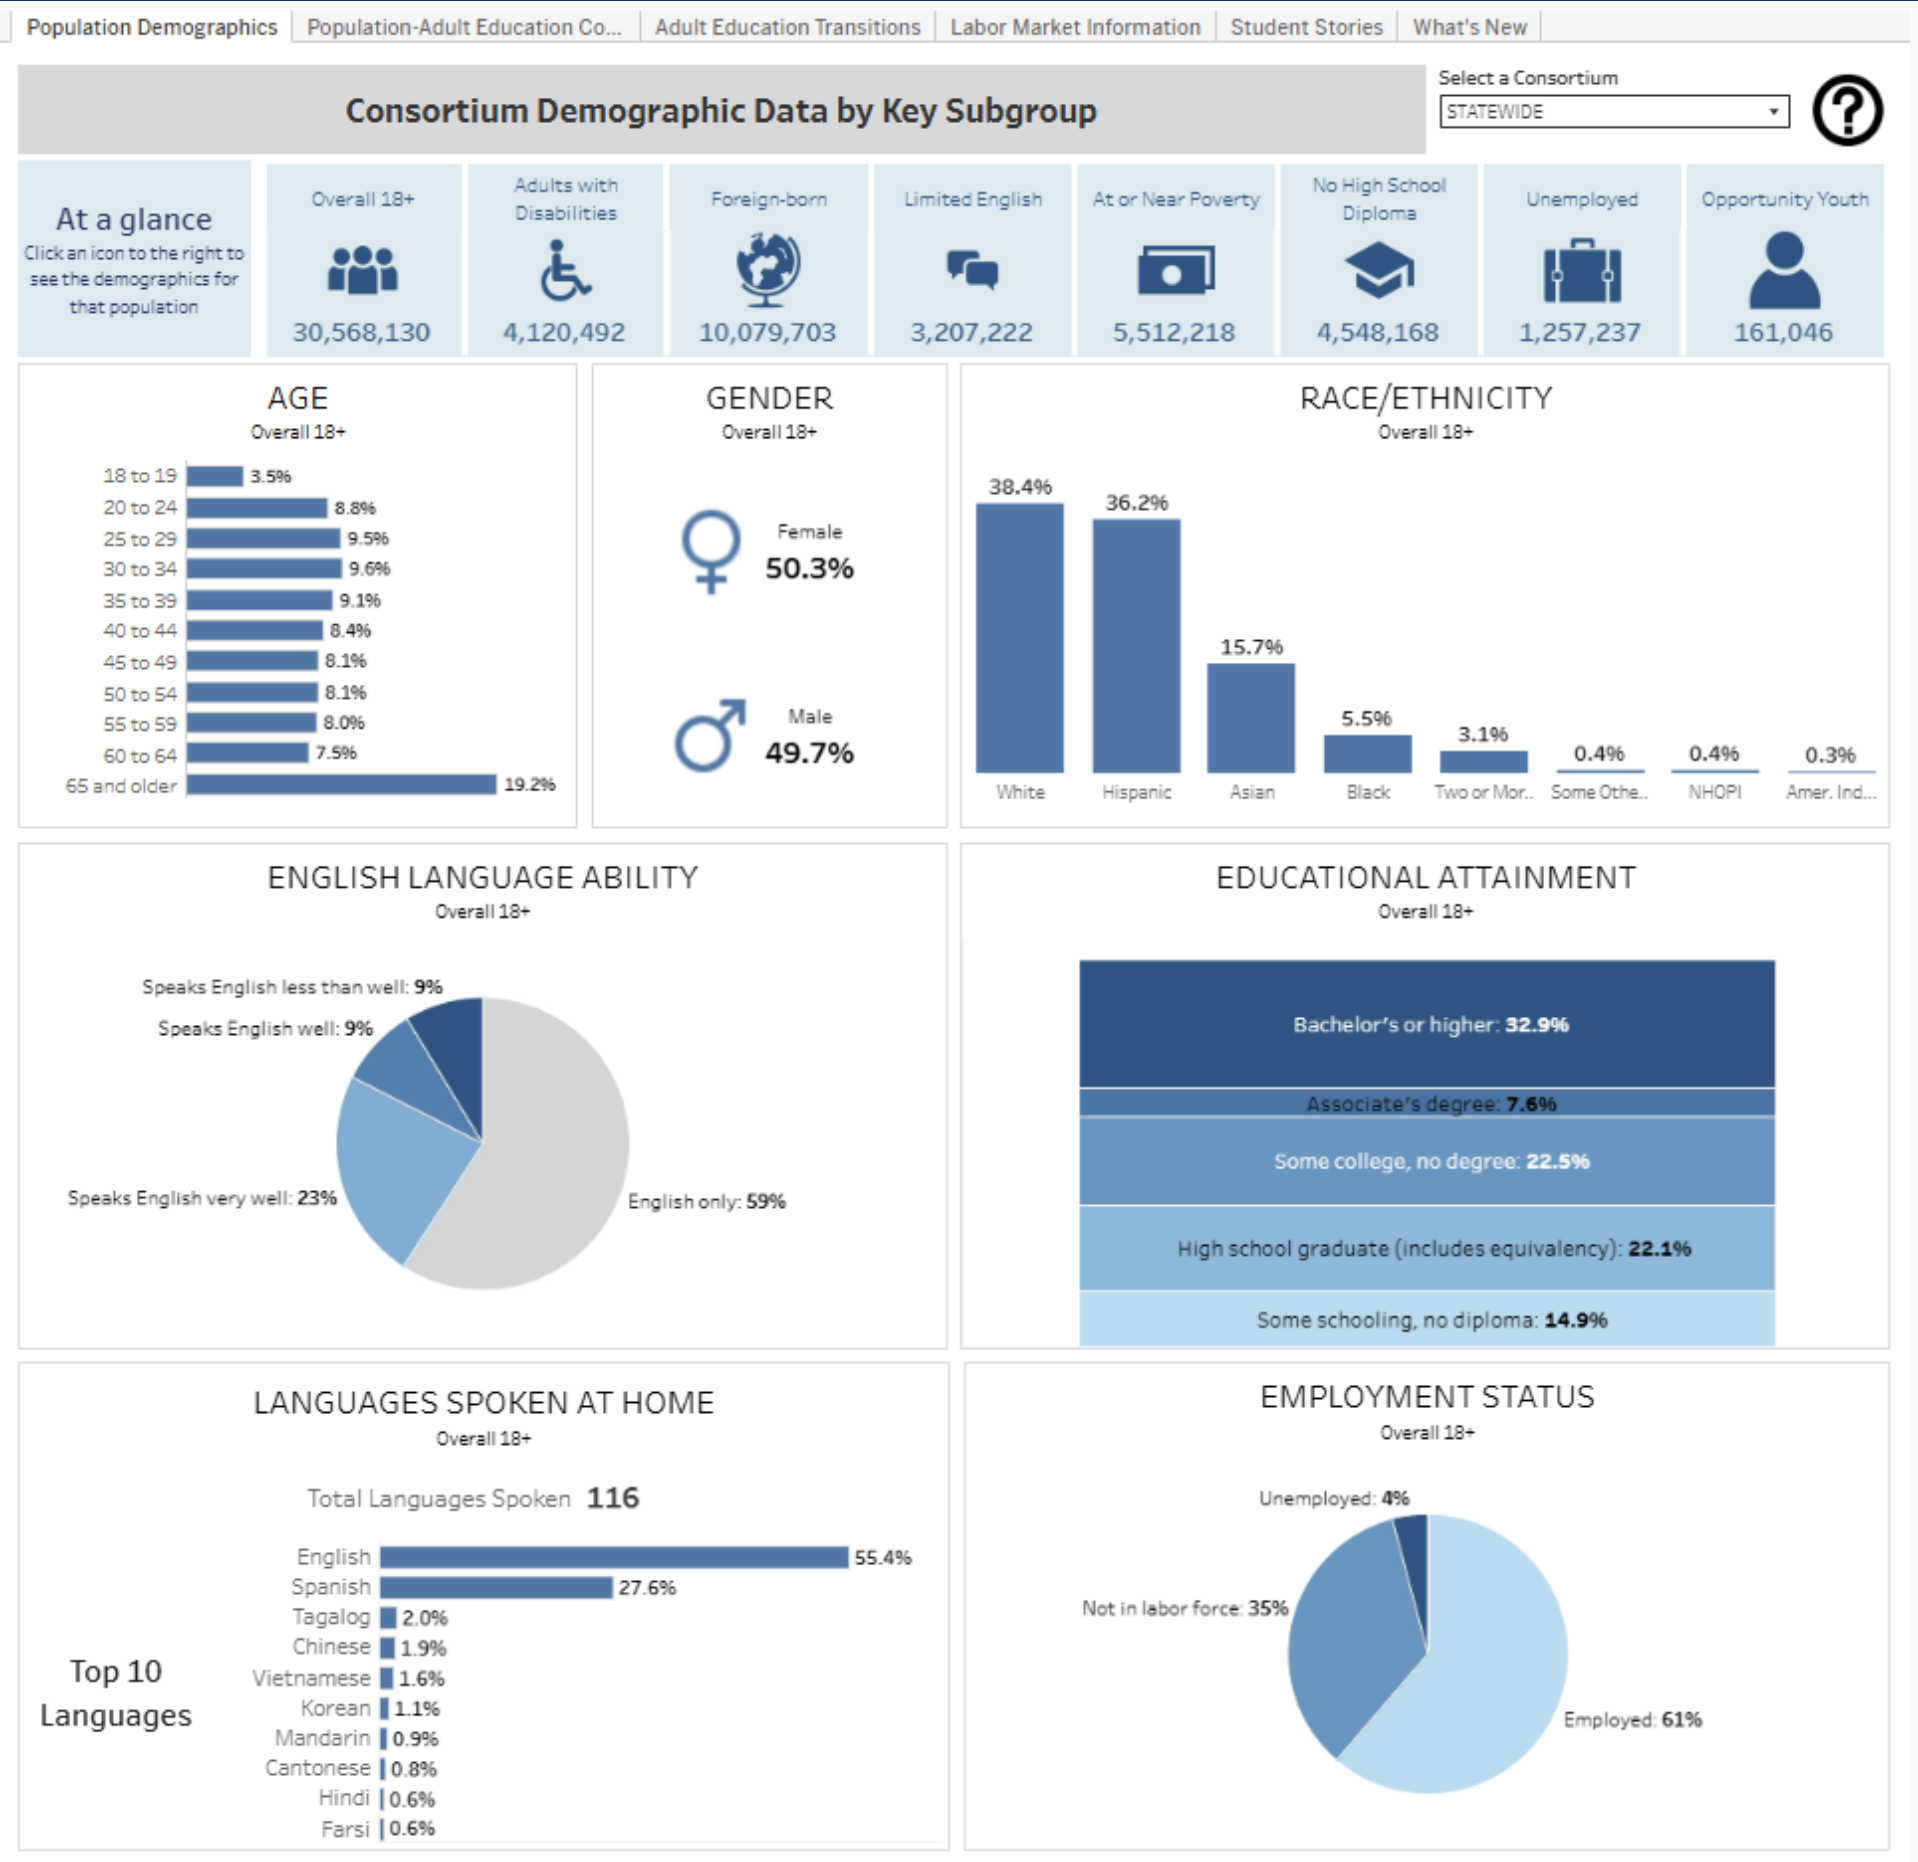 Population Demographics
Population-Adult Education Co...
Adult Education Transitions
Labor Market Information
Student Stories
What's New
Consortium Demographic Data by Key Subgroup
Select a Consortium
STATEWIDE
At a glance
Click an icon to the right to
see the demographics for
that population
Overall 18+
30,568,130
Adults with
Disabilities
4,120,492
Foreign-born
10,079,703
Limited English
3,207,222
At or Near Poverty
5,512,218
No High School
Diploma
4,548,168
Unemployed
1,257,237
Opportunity Youth
161,046
AGE
Overall 18+
18 to 19 3.5%
20 to 24 8.8%
25 to 29 9.5%
30 to 34 9.6%
35 to 39 9.1%
40 to 44 8.4%
45 to 49 8.1%
50 to 54 8.1%
55 to 59 8.0%
60 to 64 7.5%
65 and older 19.2%
GENDER
Overall 18+
Female
50.3%
Male
49.7%
RACE/ETHNICITY
Overall 18+
38.4%
36.2%
15.7%
5.5%
3.1%
0.4%
0.4%
0.3%
White
Hispanic
Asian
Black
Two or Mor..
Some Othe..
NHOPI
Amer. Ind...
ENGLISH LANGUAGE ABILITY
Overall 18+
Speaks English less than well: 9%
Speaks English well: 9%
Speaks English very well: 23%
English only: 59%
EDUCATIONAL ATTAINMENT
Overall 18+
Bachelor's or higher: 32.9%
Associate's degree: 7.6%
Some college, no degree: 22.5%
High school graduate (includes equivalency): 22.1%
Some schooling, no diploma: 14.9%
LANGUAGES SPOKEN AT HOME
Overall 18+
Total Languages Spoken 116
Top 10
Languages
English 55.4%
Spanish 27.6%
Tagalog 2.0%
Chinese 1.9%
Vietnamese 1.6%
Korean 1.1%
Mandarin 0.9%
Cantonese 0.8%
Hindi 0.6%
Farsi 0.6%
EMPLOYMENT STATUS
Overall 18+
Unemployed: 4%
Not in labor force: 35%
Employed: 61%